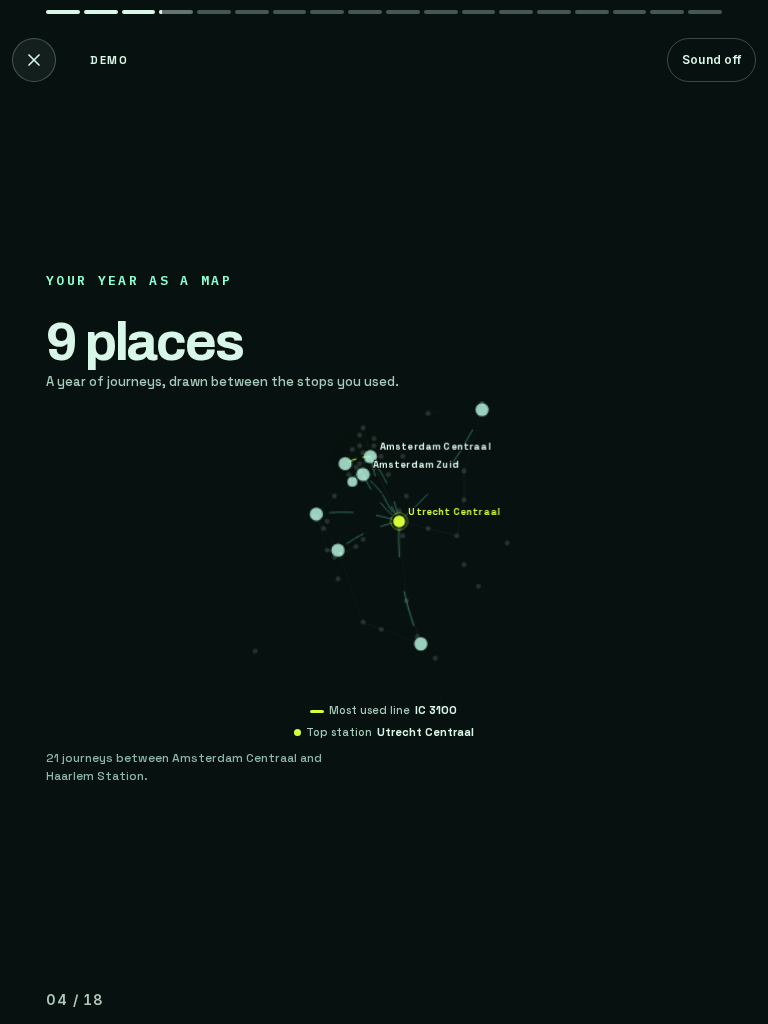 DEMO
Sound off
YOUR YEAR AS A MAP
9 places
A year of journeys, drawn between the stops you used.
Amsterdam Centraal
Amsterdam Zuid
Utrecht Centraal
Most used line IC 3100
Top station Utrecht Centraal
21 journeys between Amsterdam Centraal and
Haarlem Station.
04 / 18